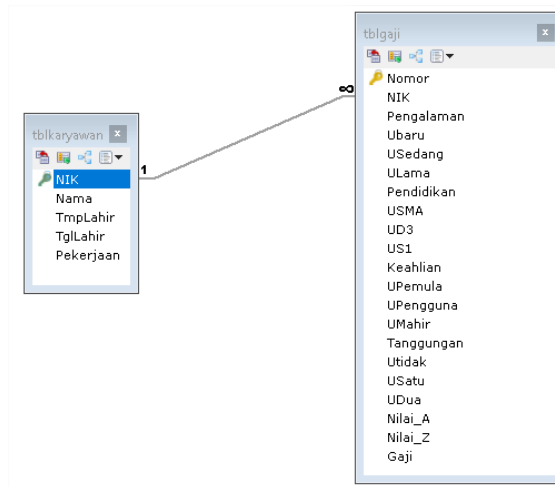 tblgaji
x
Nomor
NIK
Pengalaman
Ubaru
USedang
ULama
Pendidikan
USMA
UD3
US1
Keahlian
UPemula
UPengguna
UMahir
Tanggungan
Utidak
USatu
UDua
Nilai_A
Nilai_Z
Gaji
∞
1
tblkaryawan
x
NIK
Nama
TmpLahir
TglLahir
Pekerjaan